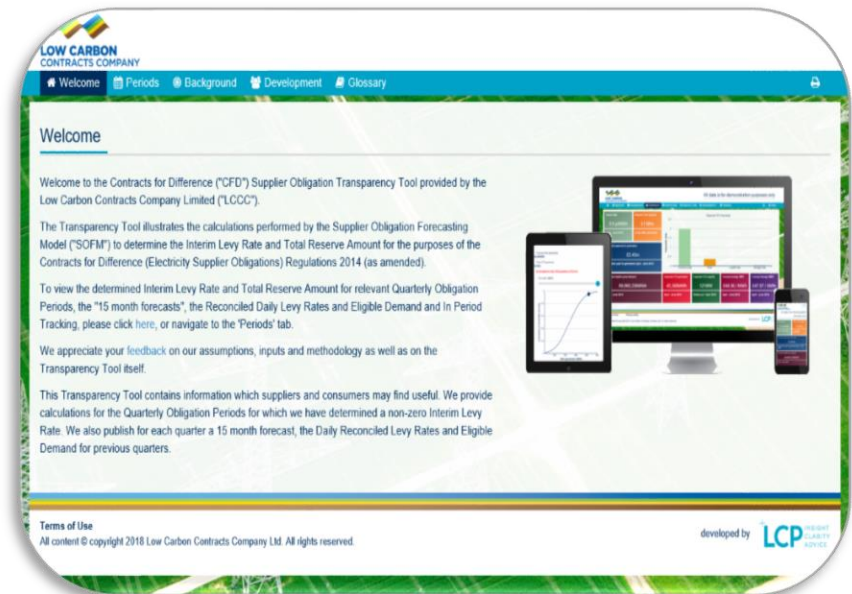 LOW CARBON
CONTRACTS COMPANY
Welcome Periods Background Development Glossary
Welcome
Welcome to the Contracts for Difference ("CFD") Supplier Obligation Transparency Tool provided by the
Low Carbon Contracts Company Limited ("LCCC").
The Transparency Tool illustrates the calculations performed by the Supplier Obligation Forecasting
Model ("SOFM") to determine the Interim Levy Rate and Total Reserve Amount for the purposes of the
Contracts for Difference (Electricity Supplier Obligations) Regulations 2014 (as amended).
To view the determined Interim Levy Rate and Total Reserve Amount for relevant Quarterly Obligation
Periods, the "15 month forecasts", the Reconciled Daily Levy Rates and Eligible Demand and In Period
Tracking, please click here, or navigate to the 'Periods' tab.
We appreciate your feedback on our assumptions, inputs and methodology as well as on the
Transparency Tool itself.
This Transparency Tool contains information which suppliers and consumers may find useful. We provide
calculations for the Quarterly Obligation Periods for which we have determined a non-zero Interim Levy
Rate. We also publish for each quarter a 15 month forecast, the Daily Reconciled Levy Rates and Eligible
Demand for previous quarters.
Terms of Use
All content © copyright 2018 Low Carbon Contracts Company Ltd. All rights reserved.
developed by LCP INSIGHT
CLARITY
ADVICE